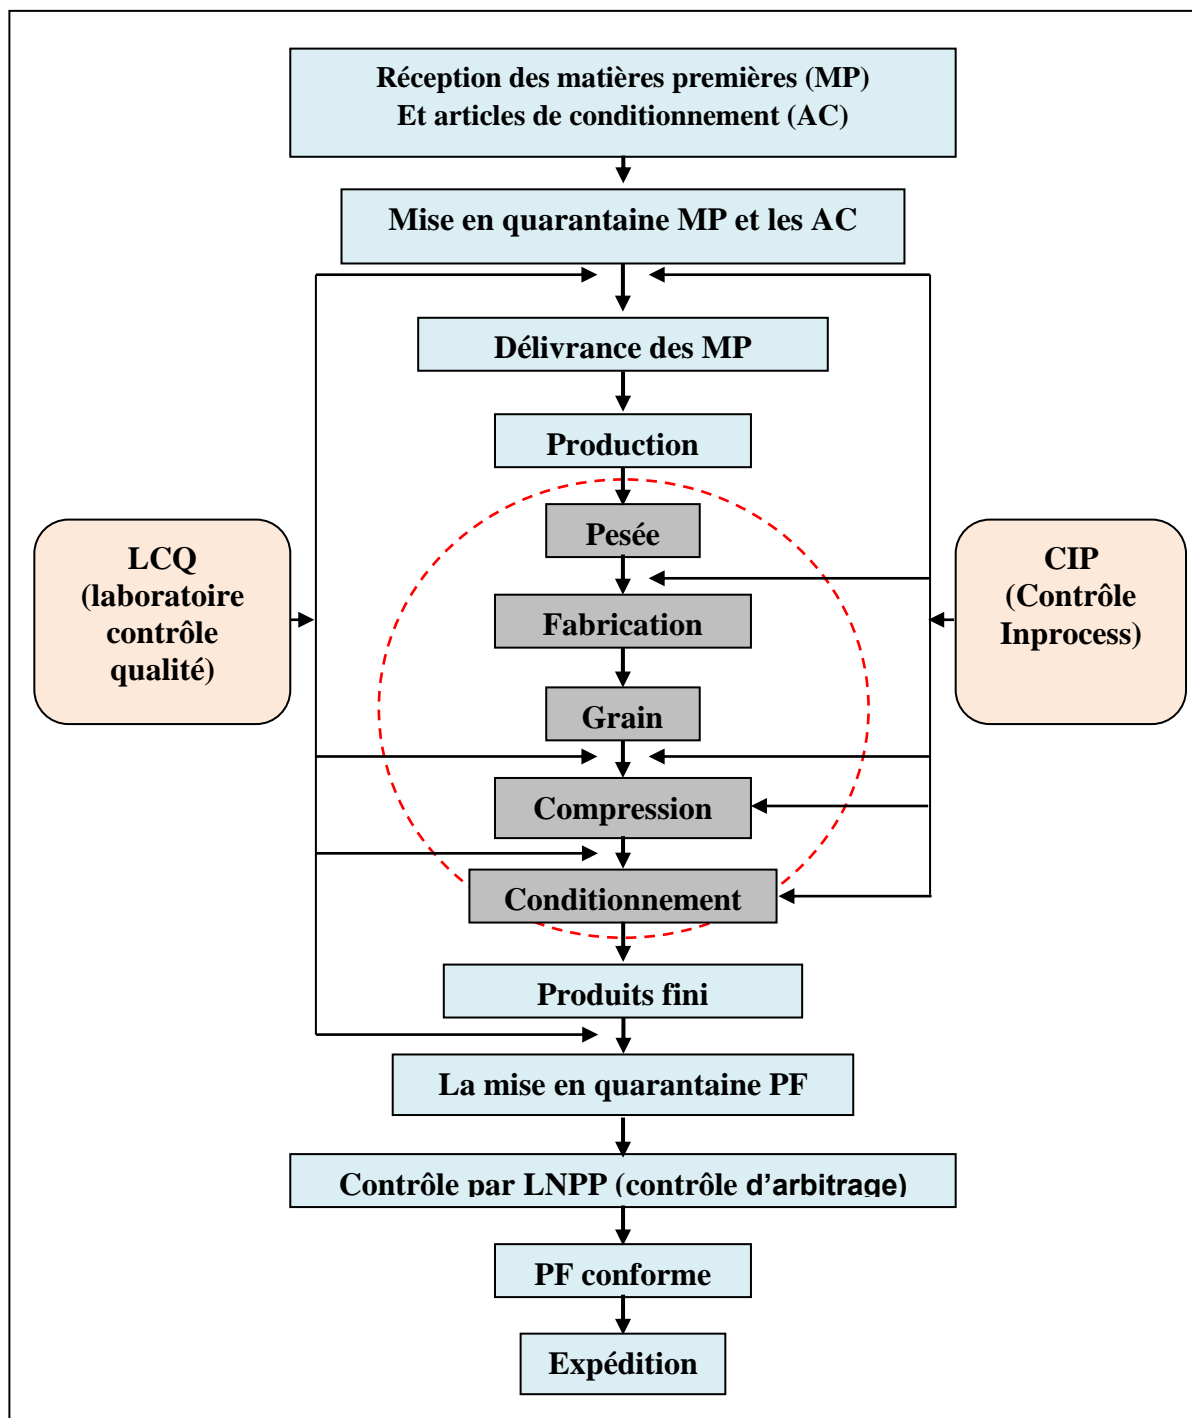 Réception des matières premières (MP)
Et articles de conditionnement (AC)
Mise en quarantaine MP et les AC
Délivrance des MP
Production
Pesée
LCQ
(laboratoire
contrôle
qualité)
CIP
(Contrôle
Inprocess)
Fabrication
Grain
Compression
Conditionnement
Produits fini
La mise en quarantaine PF
Contrôle par LNPP (contrôle d'arbitrage)
PF conforme
Expédition